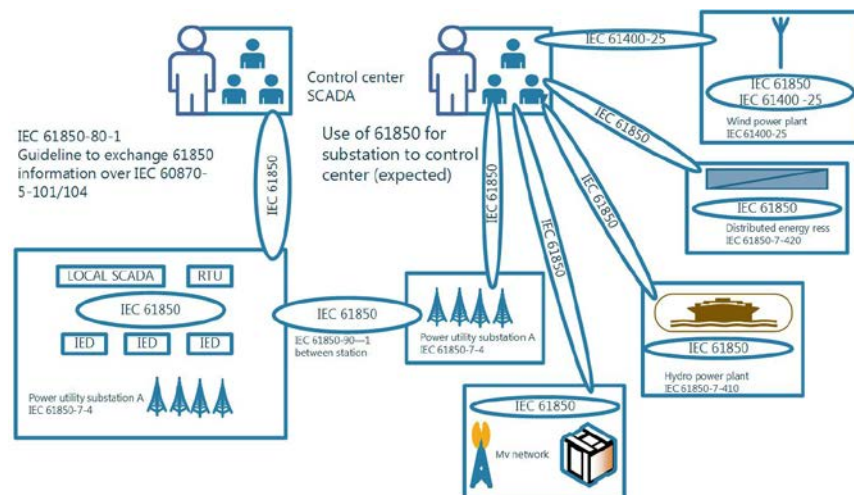 IEC 61400-25
IEC 61850
IEC 61400 -25
Wind power plant
IEC 61400-25
Control center
SCADA
IEC 61850-80-1
Guideline to exchange 61850
information over IEC 60870-
5-101/104
IEC 61850
Use of 61850 for
substation to control
center (expected)
IEC 61850
IEC 61850
IEC 61850
IEC 61850
IEC 61850
Distributed energy ress
IEC 61850-7-420
LOCAL SCADA
RTU
IEC 61850
IED
IED
IED
Power utility substation A
IEC 61850-7-4
IEC 61850
IEC 61850-90—1
between station
Power utility substation A
IEC 61850-7-4
IEC 61850
Hydro power plant
IEC 61850-7-410
IEC 61850
Mv network